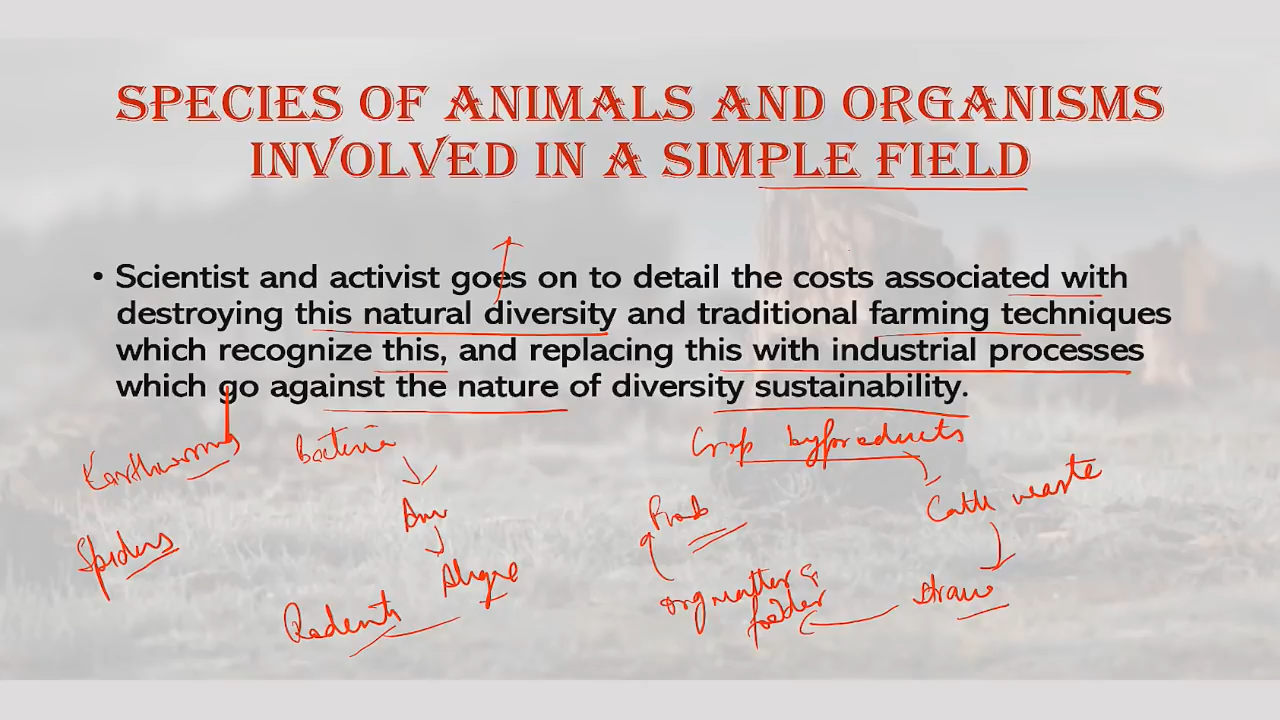 SPECIES OF ANIMALS AND ORGANISMS
INVOLVED IN A SIMPLE FIELD
• Scientist and activist goes on to detail the costs associated with
destroying this natural diversity and traditional farming techniques
which recognize this, and replacing this with industrial processes
which go against the nature of diversity sustainability.
Earthworms
Bacteria
Crop byproducts
Spiders
Algae
Rodents
Cattle waste
straw
org matter &
fodder